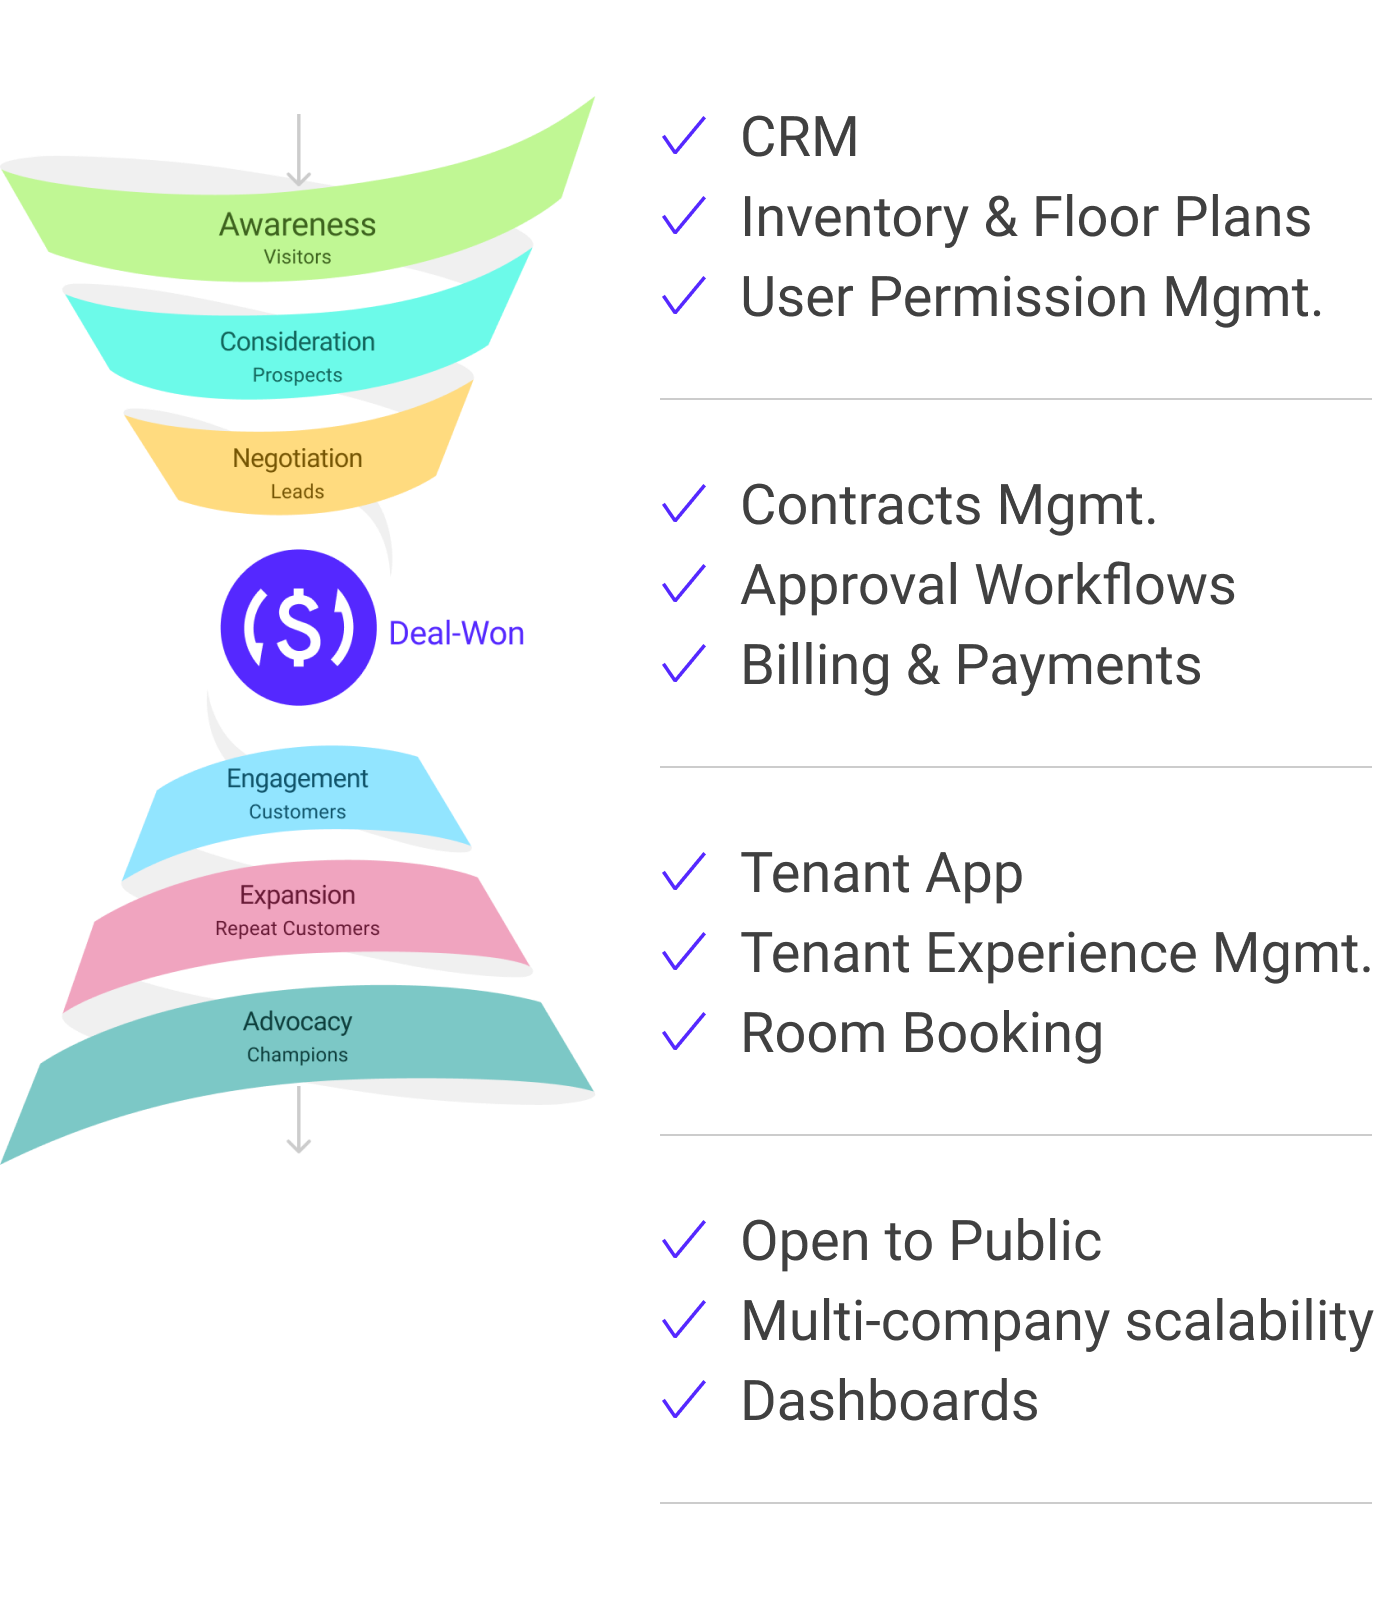 Awareness
Visitors
Consideration
Prospects
Negotiation
Leads
$
Deal-Won
Engagement
Customers
Expansion
Repeat Customers
Advocacy
Champions
CRM
Inventory & Floor Plans
User Permission Mgmt.
Contracts Mgmt.
Approval Workflows
Billing & Payments
Tenant App
Tenant Experience Mgmt.
Room Booking
Open to Public
Multi-company scalability
Dashboards